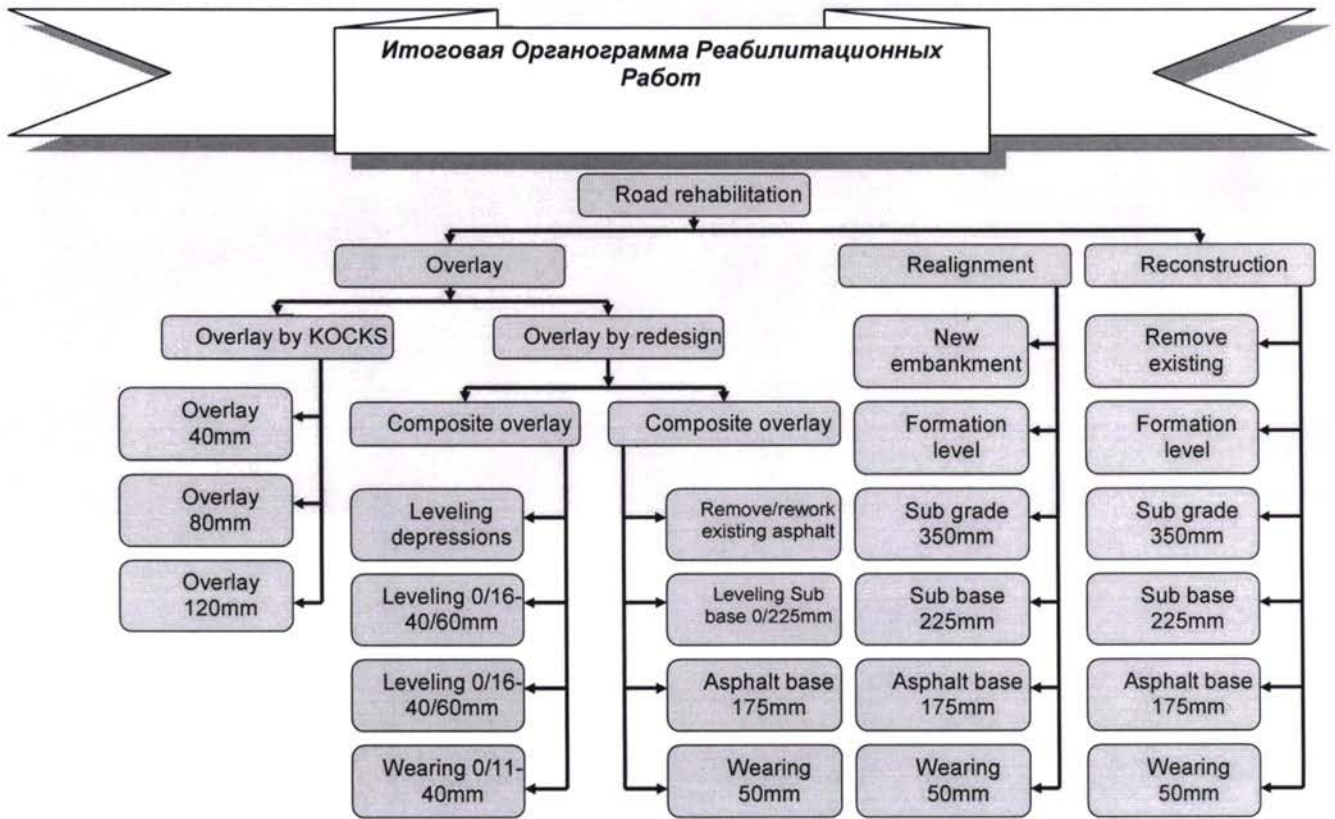 Итоговая Органограмма Реабилитационных
Работ
Road rehabilitation
Overlay
Realignment
Reconstruction
Overlay by KOCKS
Overlay by redesign
Overlay
40mm
Overlay
80mm
Overlay
120mm
Composite overlay
Leveling
depressions
Leveling 0/16-
40/60mm
Leveling 0/16-
40/60mm
Wearing 0/11-
40mm
Composite overlay
Remove/rework
existing asphalt
Leveling Sub
base 0/225mm
Asphalt base
175mm
Wearing
50mm
New
embankment
Formation
level
Sub grade
350mm
Sub base
225mm
Asphalt base
175mm
Wearing
50mm
Remove
existing
Formation
level
Sub grade
350mm
Sub base
225mm
Asphalt base
175mm
Wearing
50mm